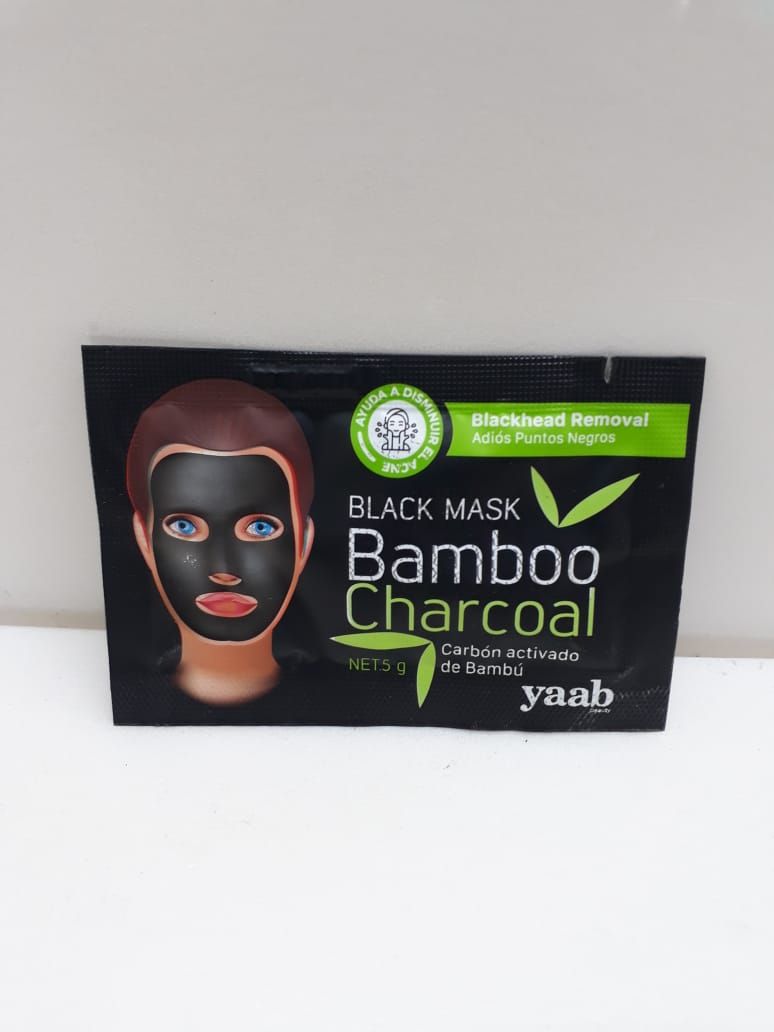 AYUDA A DISMINUIR EL ACNE
Blackhead Removal
Adiós Puntos Negros
BLACK MASK
Bamboo
Charcoal
Carbón activado
de Bambú
NET.5 g
yaab
beauty